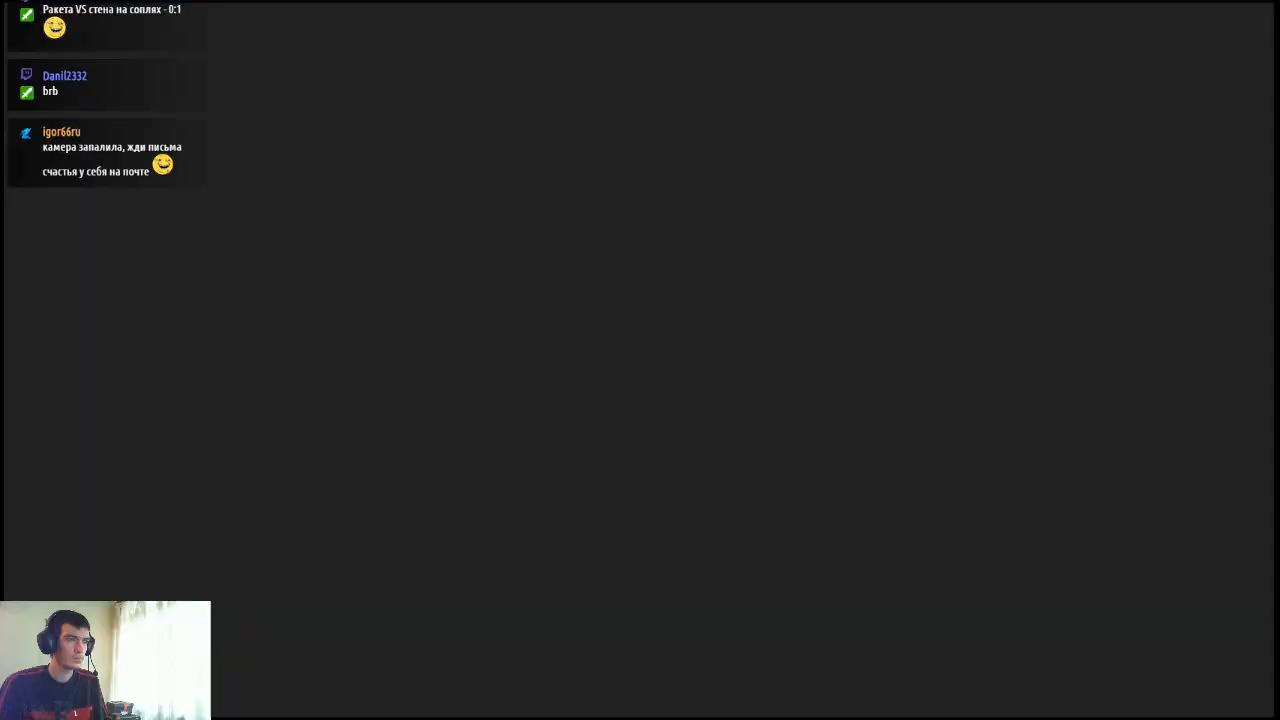 Ракета VS стена на соплях - 0:1
Danil2332
brb
igor66ru
камера запалила, жди письма
счастья у себя на почте